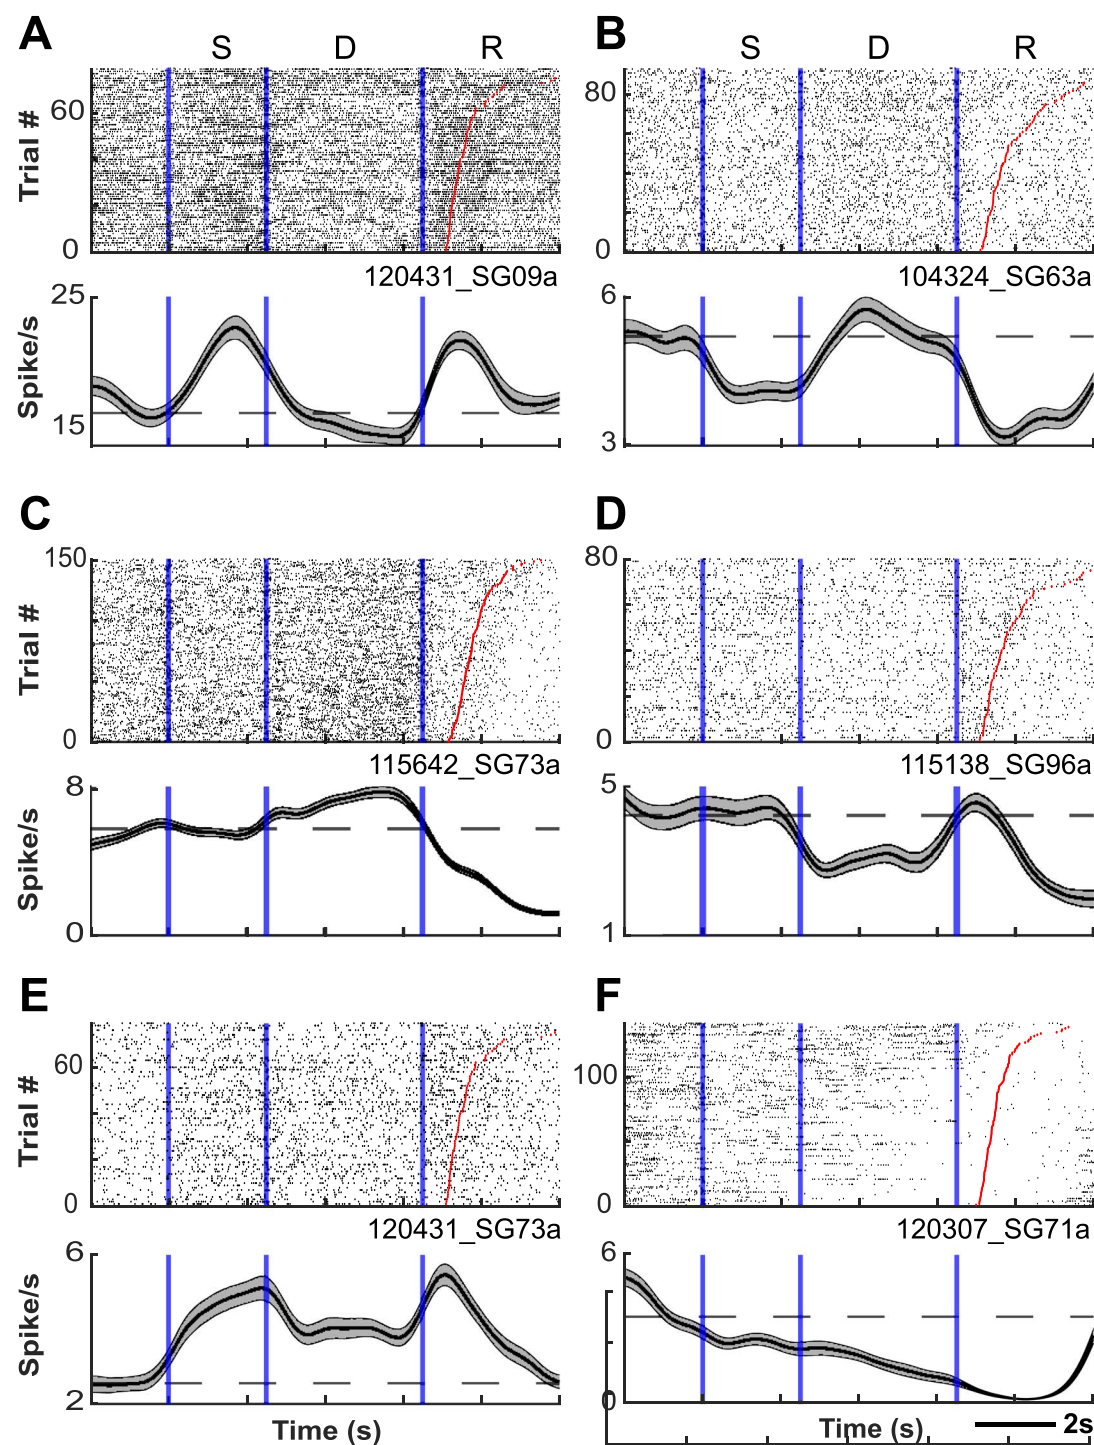 A
B
S D R
S D R
60
Trial #
0
80
0
120431_SG09a
104324_SG63a
25
Spike/s
15
6
3
C
D
150
Trial #
0
80
0
115642_SG73a
115138_SG96a
8
Spike/s
0
5
1
E
F
60
Trial #
0
100
0
120431_SG73a
120307_SG71a
6
Spike/s
2
6
0
Time (s)
Time (s)
2s